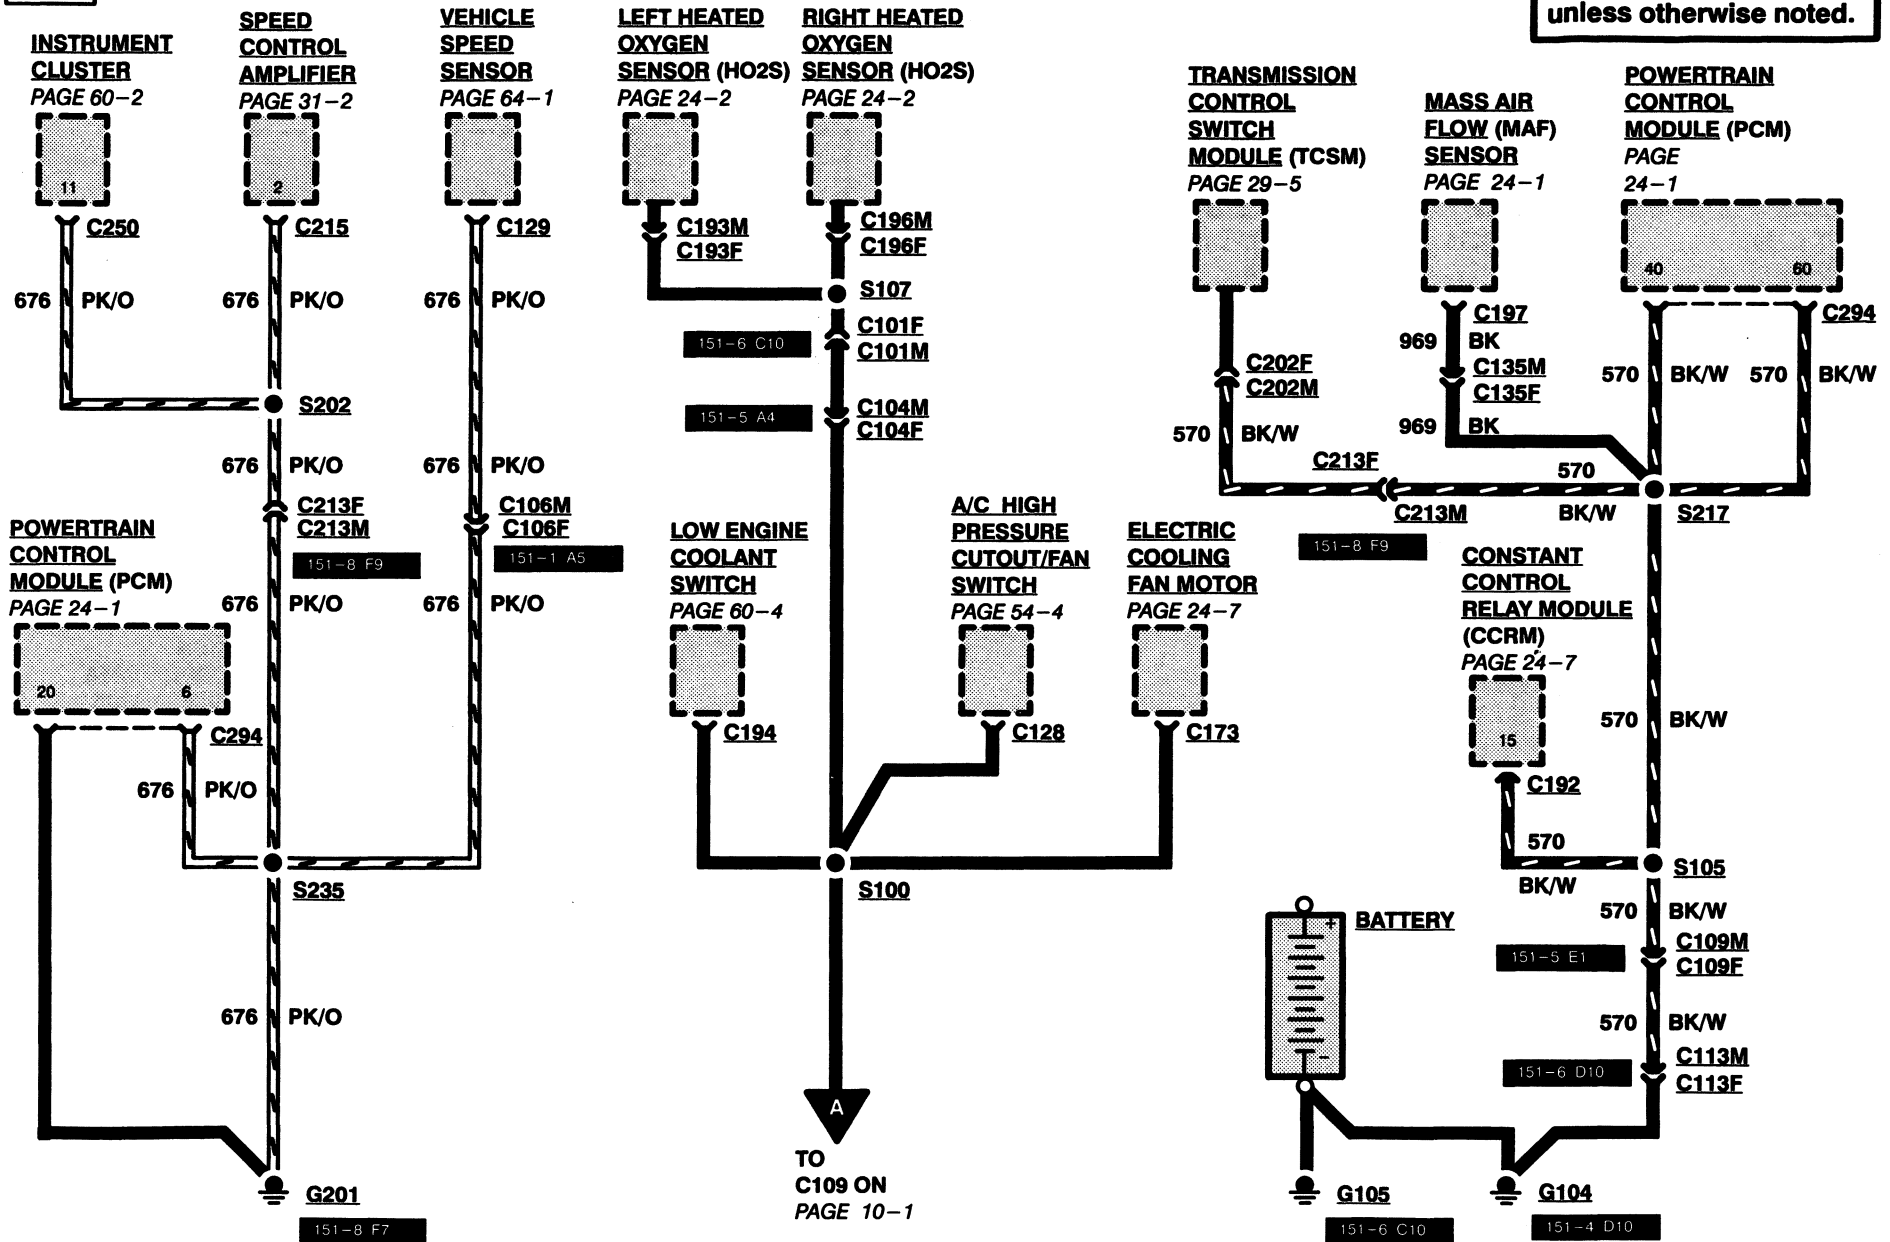 unless otherwise noted.
INSTRUMENT
CLUSTER
PAGE 60-2
11
C250
676 PK/O
SPEED
CONTROL
AMPLIFIER
PAGE 31-2
2
C215
676 PK/O
S202
676 PK/O
C213F
C213M
151-8 F9
676 PK/O
VEHICLE
SPEED
SENSOR
PAGE 64-1
C129
676 PK/O
676 PK/O
C106M
C106F
151-1 A5
676 PK/O
POWERTRAIN
CONTROL
MODULE (PCM)
PAGE 24-1
20 6
C294
676 PK/O
S235
676 PK/O
G201
151-8 F7
LEFT HEATED
OXYGEN
SENSOR (HO2S)
PAGE 24-2
C193M
C193F
RIGHT HEATED
OXYGEN
SENSOR (HO2S)
PAGE 24-2
C196M
C196F
S107
C101F
C101M
151-6 C10
C104M
C104F
151-5 A4
LOW ENGINE
COOLANT
SWITCH
PAGE 60-4
C194
A/C HIGH
PRESSURE
CUTOUT/FAN
SWITCH
PAGE 54-4
C128
ELECTRIC
COOLING
FAN MOTOR
PAGE 24-7
C173
S100
A
TO
C109 ON
PAGE 10-1
TRANSMISSION
CONTROL
SWITCH
MODULE (TCSM)
PAGE 29-5
C202F
C202M
570 BK/W
C213F
C213M
151-8 F9
570
BK/W
MASS AIR
FLOW (MAF)
SENSOR
PAGE 24-1
C197
969 BK
C135M
C135F
969 BK
POWERTRAIN
CONTROL
MODULE (PCM)
PAGE
24-1
40 60
C294
570 BK/W 570 BK/W
S217
CONSTANT
CONTROL
RELAY MODULE
(CCRM)
PAGE 24-7
15
C192
570
BK/W
570 BK/W
S105
570 BK/W
C109M
C109F
151-5 E1
570 BK/W
C113M
C113F
151-6 D10
BATTERY
+
-
G105
151-6 C10
G104
151-4 D10